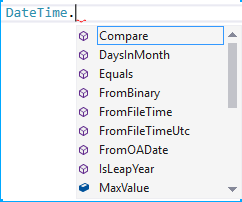 DateTime.
Compare
DaysInMonth
Equals
FromBinary
FromFileTime
FromFileTimeUtc
FromOADate
IsLeapYear
MaxValue